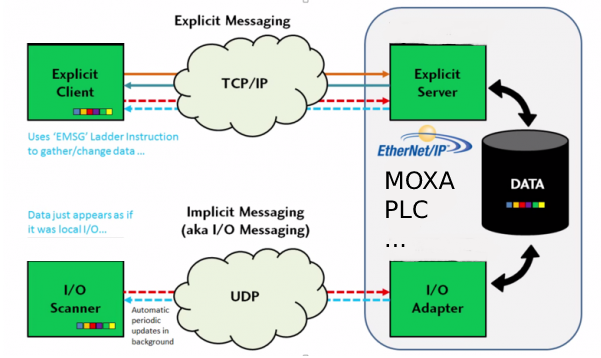 Explicit Messaging
Explicit
Client
TCP/IP
Explicit
Server
Uses 'EMSG' Ladder Instruction
to gather/change data ...
EtherNet/IP
MOXA
PLC
...
DATA
Data just appears as if
it was local I/O...
Implicit Messaging
(aka I/O Messaging)
I/O
Scanner
Automatic
periodic
updates in
background
UDP
I/O
Adapter